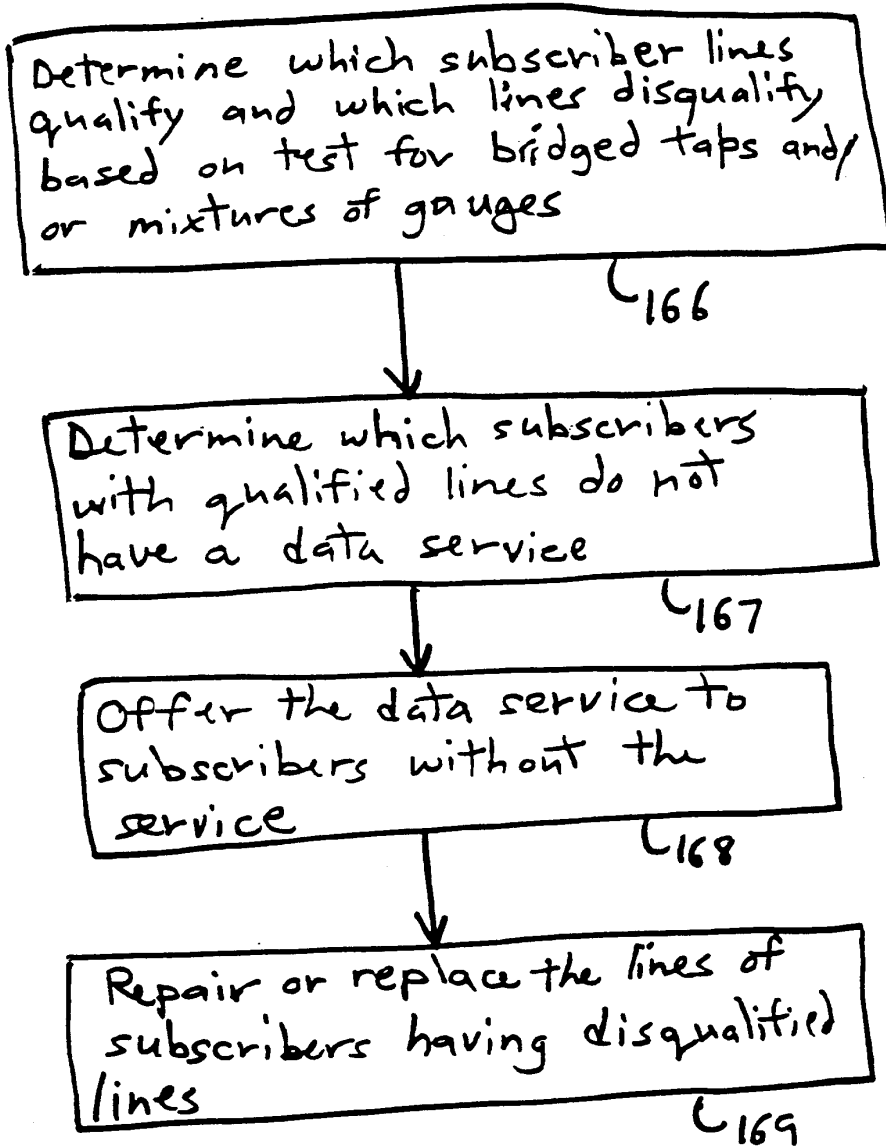 Determine which subscriber lines
qualify and which lines disqualify
based on test for bridged taps and/
or mixtures of gauges
166
Determine which subscribers
with qualified lines do not
have a data service
167
Offer the data service to
subscribers without the
service
168
Repair or replace the lines of
subscribers having disqualified
lines
169